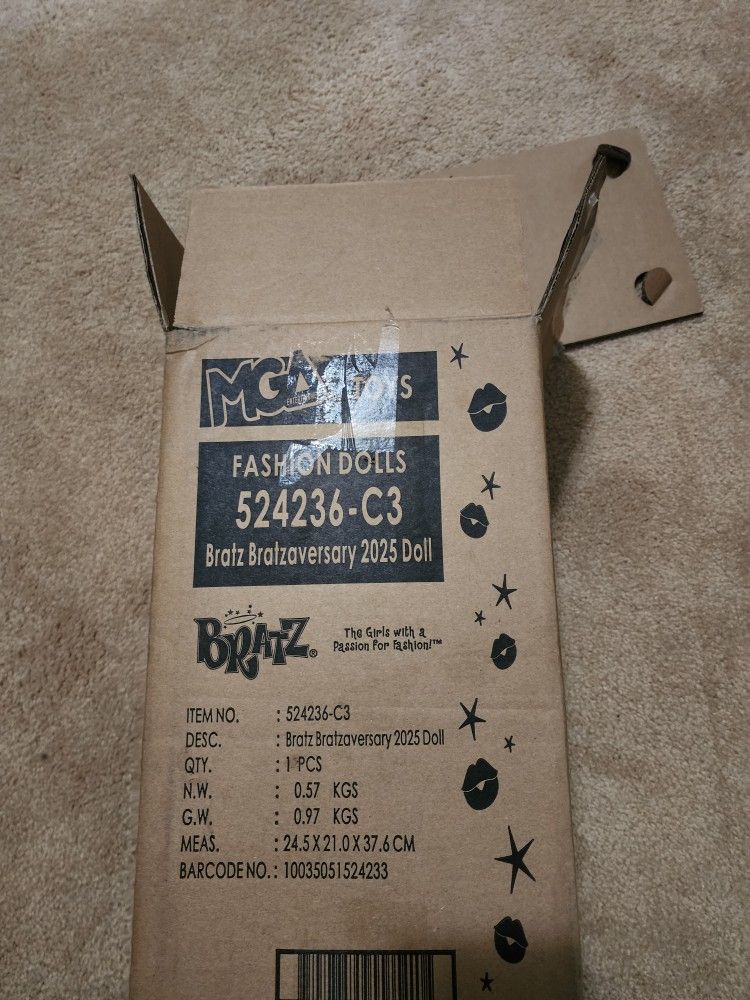 MGA TOYS
ENTERTAINMENT
FASHION DOLLS
524236-C3
Bratz Bratzaversary 2025 Doll
BRATZ®
The Girls with a
Passion for Fashion!™
ITEM NO. : 524236-C3
DESC. : Bratz Bratzaversary 2025 Doll
QTY. : 1 PCS
N.W. : 0.57 KGS
G.W. : 0.97 KGS
MEAS. : 24.5 X 21.0 X 37.6 CM
BARCODE NO. : 10035051524233